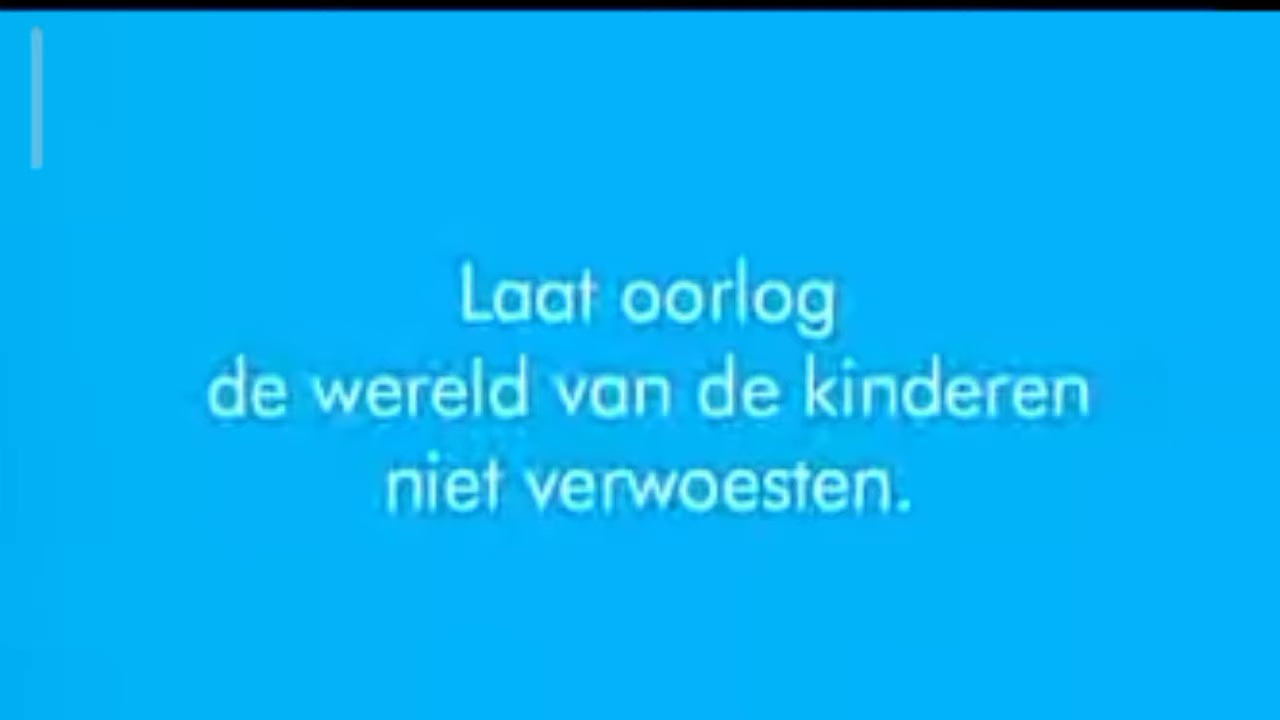 Laat oorlog
de wereld van de kinderen
niet verwoesten.